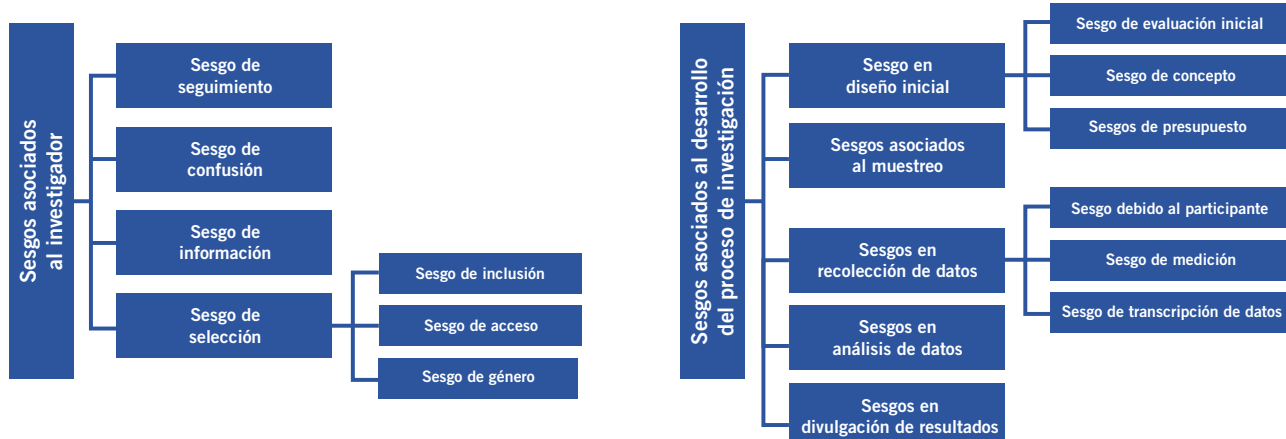 Sesgos asociados
al investigador
Sesgo de
seguimiento
Sesgo de
confusión
Sesgo de
información
Sesgo de
selección
Sesgo de inclusión
Sesgo de acceso
Sesgo de género
Sesgos asociados al desarrollo
del proceso de investigación
Sesgo en
diseño inicial
Sesgo de evaluación inicial
Sesgo de concepto
Sesgos de presupuesto
Sesgos asociados
al muestreo
Sesgos en
recolección de datos
Sesgo debido al participante
Sesgo de medición
Sesgo de transcripción de datos
Sesgos en
análisis de datos
Sesgos en
divulgación de resultados